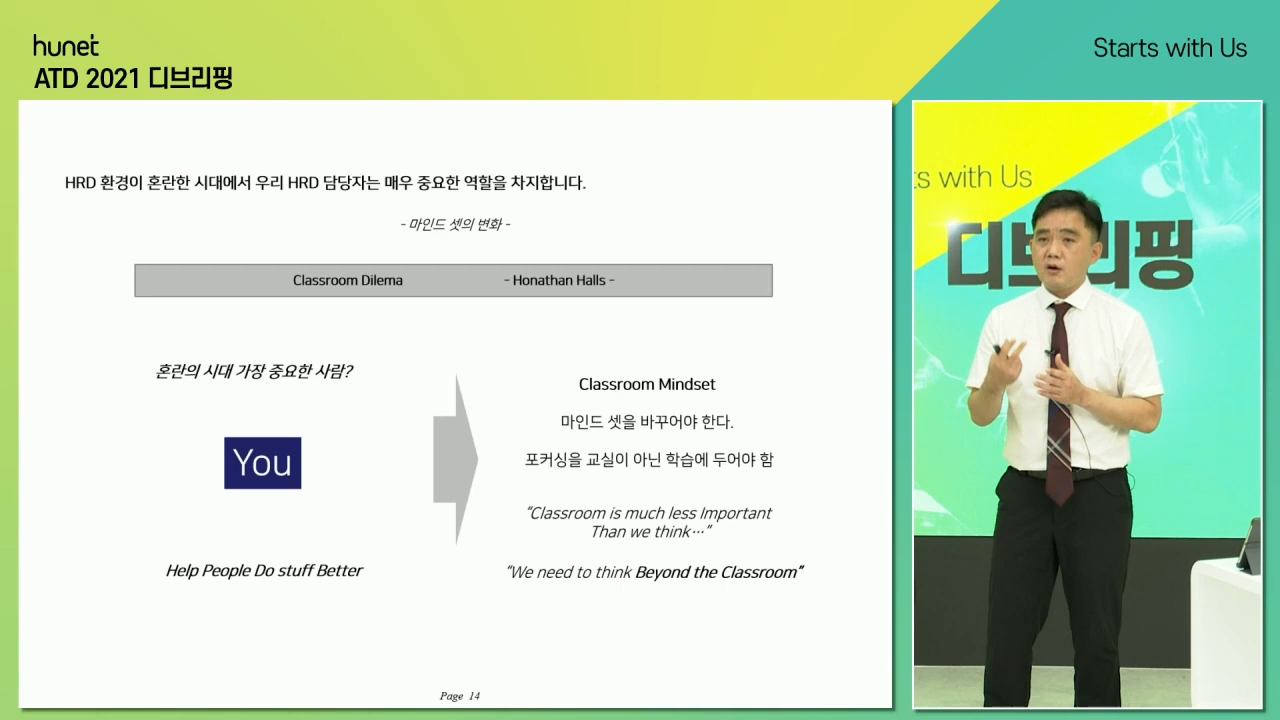 hunet
ATD 2021 디브리핑
Starts with Us
HRD 환경이 혼란한 시대에서 우리 HRD 담당자는 매우 중요한 역할을 차지합니다.
- 마인드 셋의 변화 -
Classroom Dilema - Honathan Halls -
혼란의 시대 가장 중요한 사람?
You
Help People Do stuff Better
Classroom Mindset
마인드 셋을 바꾸어야 한다.
포커싱을 교실이 아닌 학습에 두어야 함
“Classroom is much less Important
Than we think…”
“We need to think Beyond the Classroom”
Page 14
ts with Us
디브리핑